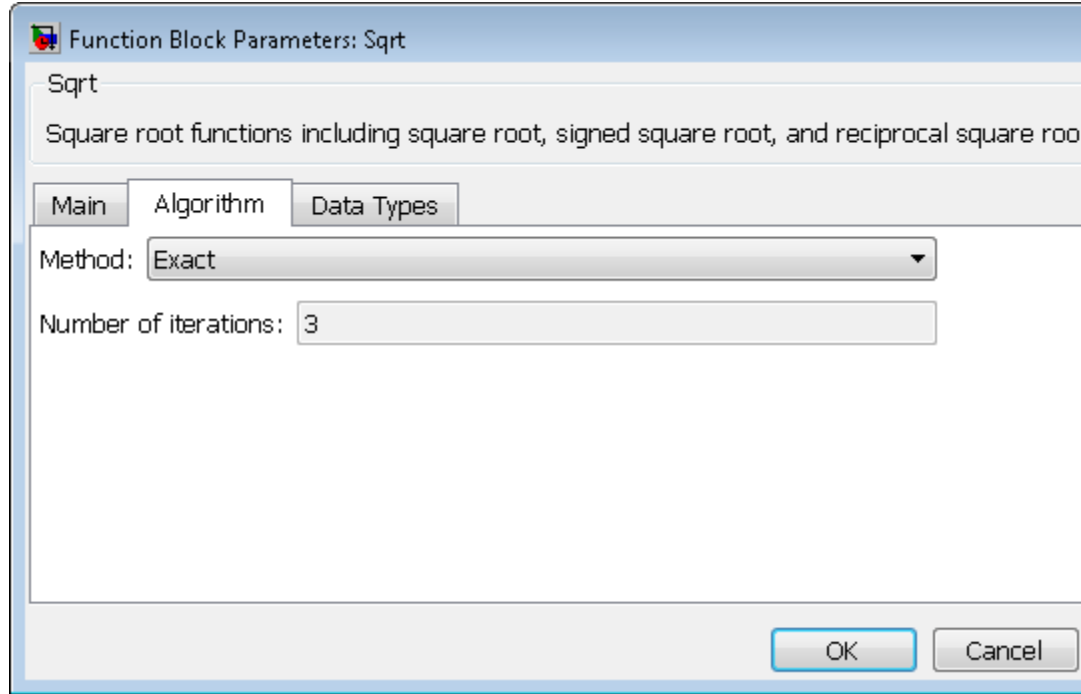 Function Block Parameters: Sqrt
Sqrt
Square root functions including square root, signed square root, and reciprocal square roo
Main Algorithm Data Types
Method: Exact
Number of iterations: 3
OK Cancel